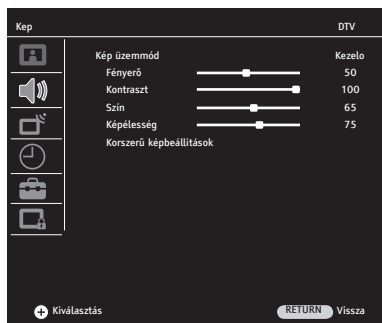 Kep DTV
Kép üzemmód Kezelo
Fényerő 50
Kontraszt 100
Szín 65
Képélesség 75
Korszerű képbeállítások
Kiválasztás RETURN Vissza